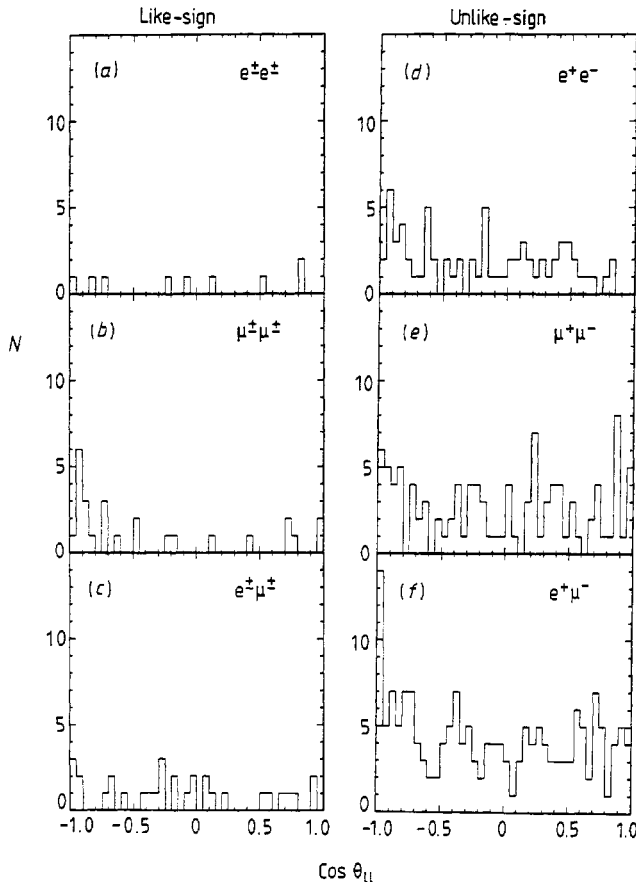 Like-sign
Unlike-sign
(a) e±e±
(d) e⁺e⁻
10
5
0
10
5
0
(b) μ±μ±
(e) μ⁺μ⁻
N
10
5
0
10
5
0
(c) e±μ±
(f) e⁺μ⁻
10
5
0
10
5
0
-1.0 -0.5 0 0.5 1.0
-1.0 -0.5 0 0.5 1.0
Cos θₗₗ